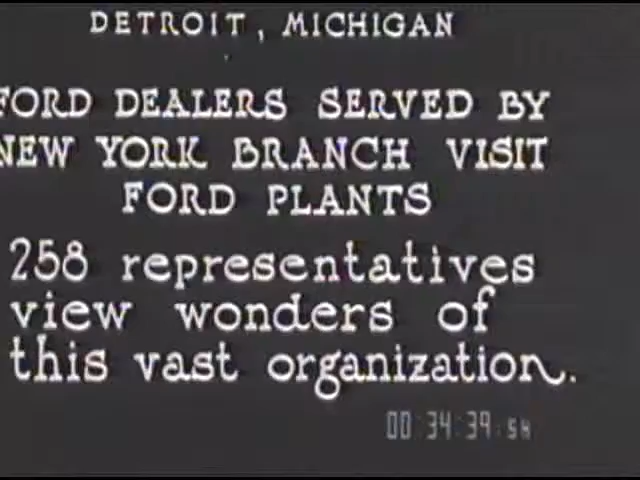 DETROIT, MICHIGAN
FORD DEALERS SERVED BY
NEW YORK BRANCH VISIT
FORD PLANTS
258 representatives
view wonders of
this vast organization.
00:34:39